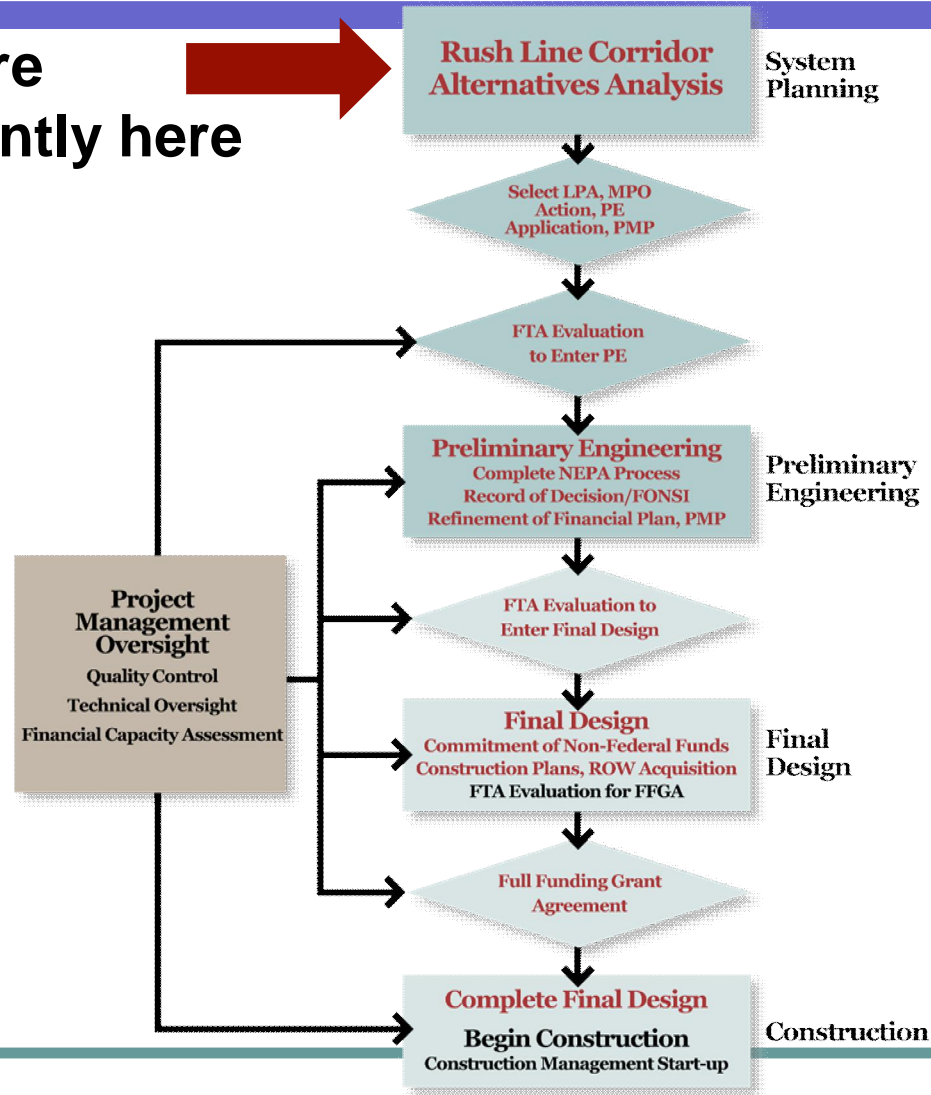 re
ntly here
Rush Line Corridor
Alternatives Analysis
System
Planning
Select LPA, MPO
Action, PE
Application, PMP
FTA Evaluation
to Enter PE
Preliminary Engineering
Complete NEPA Process
Record of Decision/FONSI
Refinement of Financial Plan, PMP
Preliminary
Engineering
Project
Management
Oversight
Quality Control
Technical Oversight
Financial Capacity Assessment
FTA Evaluation to
Enter Final Design
Final Design
Commitment of Non-Federal Funds
Construction Plans, ROW Acquisition
FTA Evaluation for FFGA
Final
Design
Full Funding Grant
Agreement
Complete Final Design
Begin Construction
Construction Management Start-up
Construction